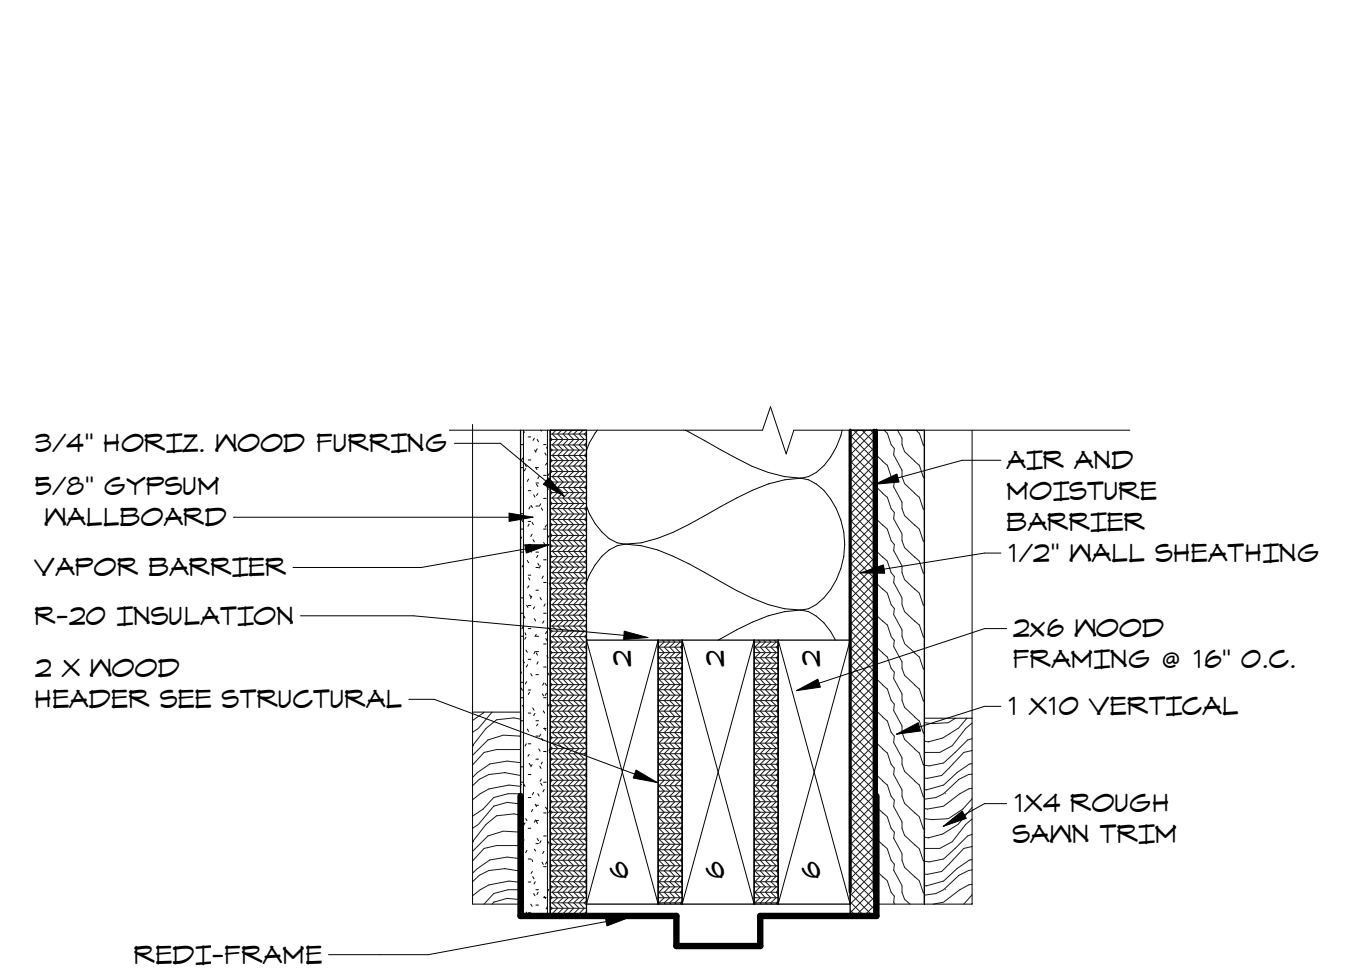 3/4" HORIZ. WOOD FURRING
5/8" GYPSUM
WALLBOARD
VAPOR BARRIER
R-20 INSULATION
2 X WOOD
HEADER SEE STRUCTURAL
REDI-FRAME
2 2 2
6 6 6
AIR AND
MOISTURE
BARRIER
1/2" WALL SHEATHING
2x6 WOOD
FRAMING @ 16" O.C.
1 X10 VERTICAL
1X4 ROUGH
SAWN TRIM